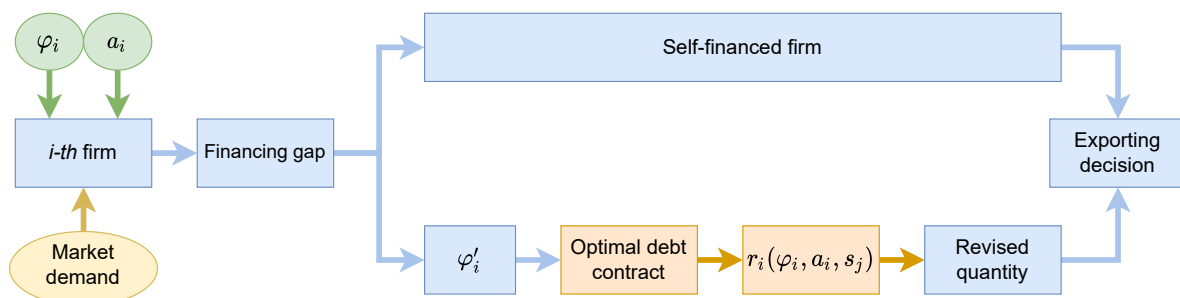 φ_i
a_i
Self-financed firm
i-th firm
Financing gap
Exporting
decision
Market
demand
φ′_i
Optimal debt
contract
r_i(φ_i, a_i, s_j)
Revised
quantity